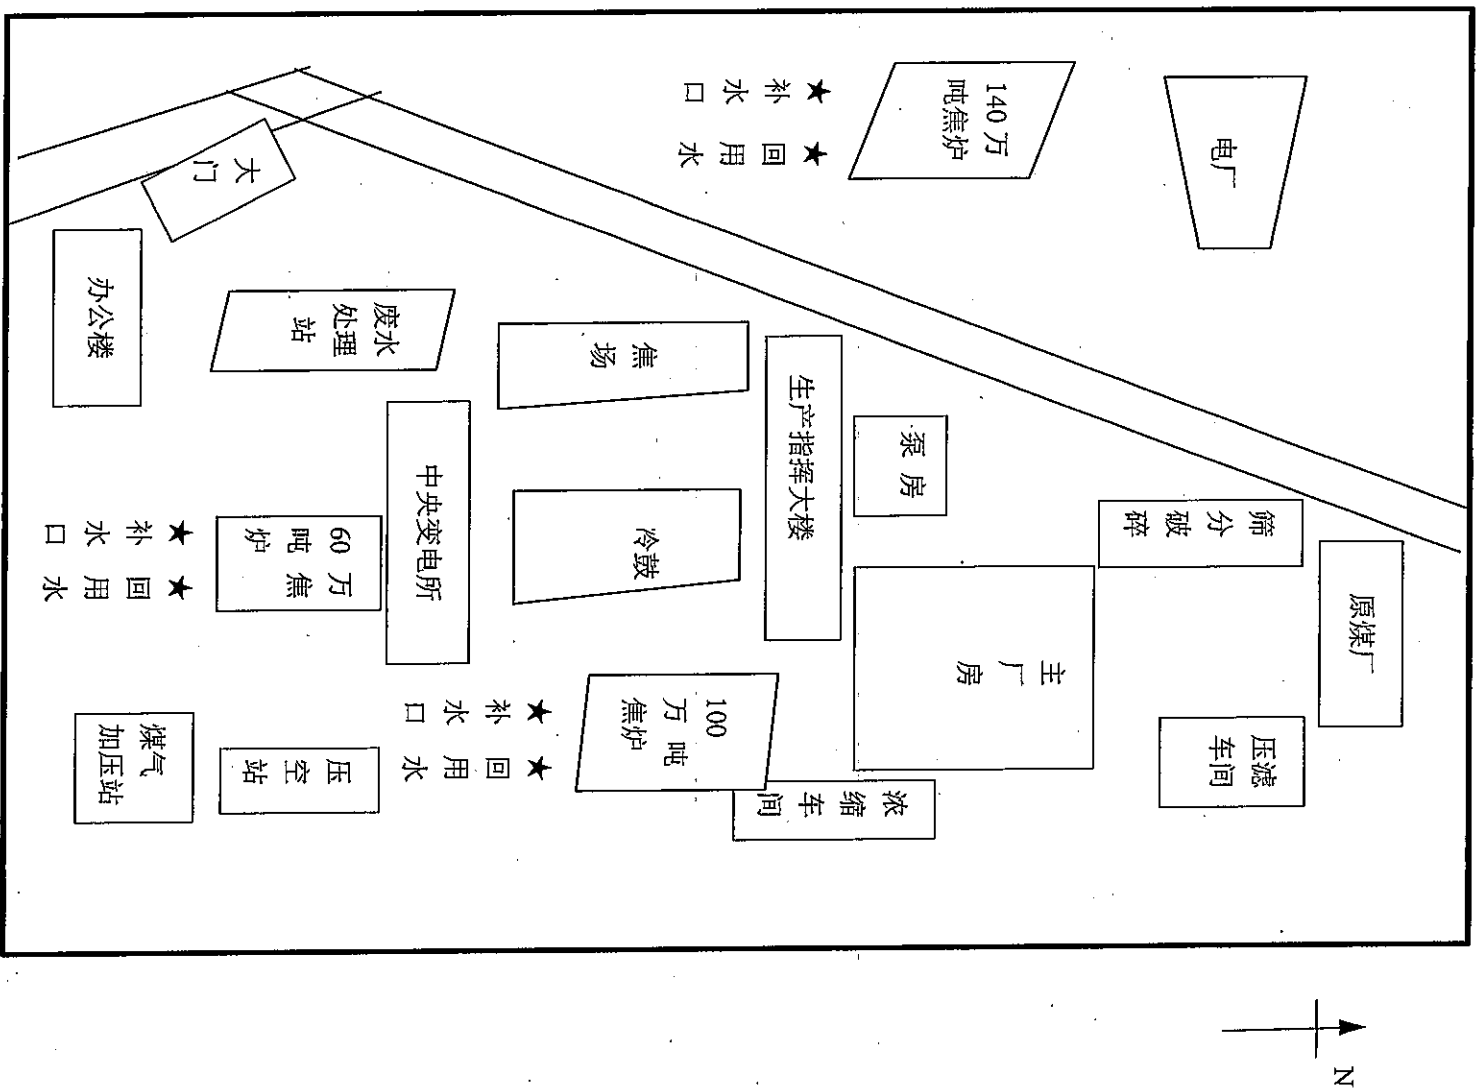 N
原煤厂
筛分破碎
压滤
车间
电厂
140万
吨焦炉
主厂房
泵房
浓缩车间
★补水口
★回用水
生产指挥大楼
100
万吨
焦炉
焦场
冷鼓
★补水口
★回用水
中央变电所
废水
处理
站
60万
吨焦
炉
压空站
大门
★补水口
★回用水
煤气
加压站
办公楼